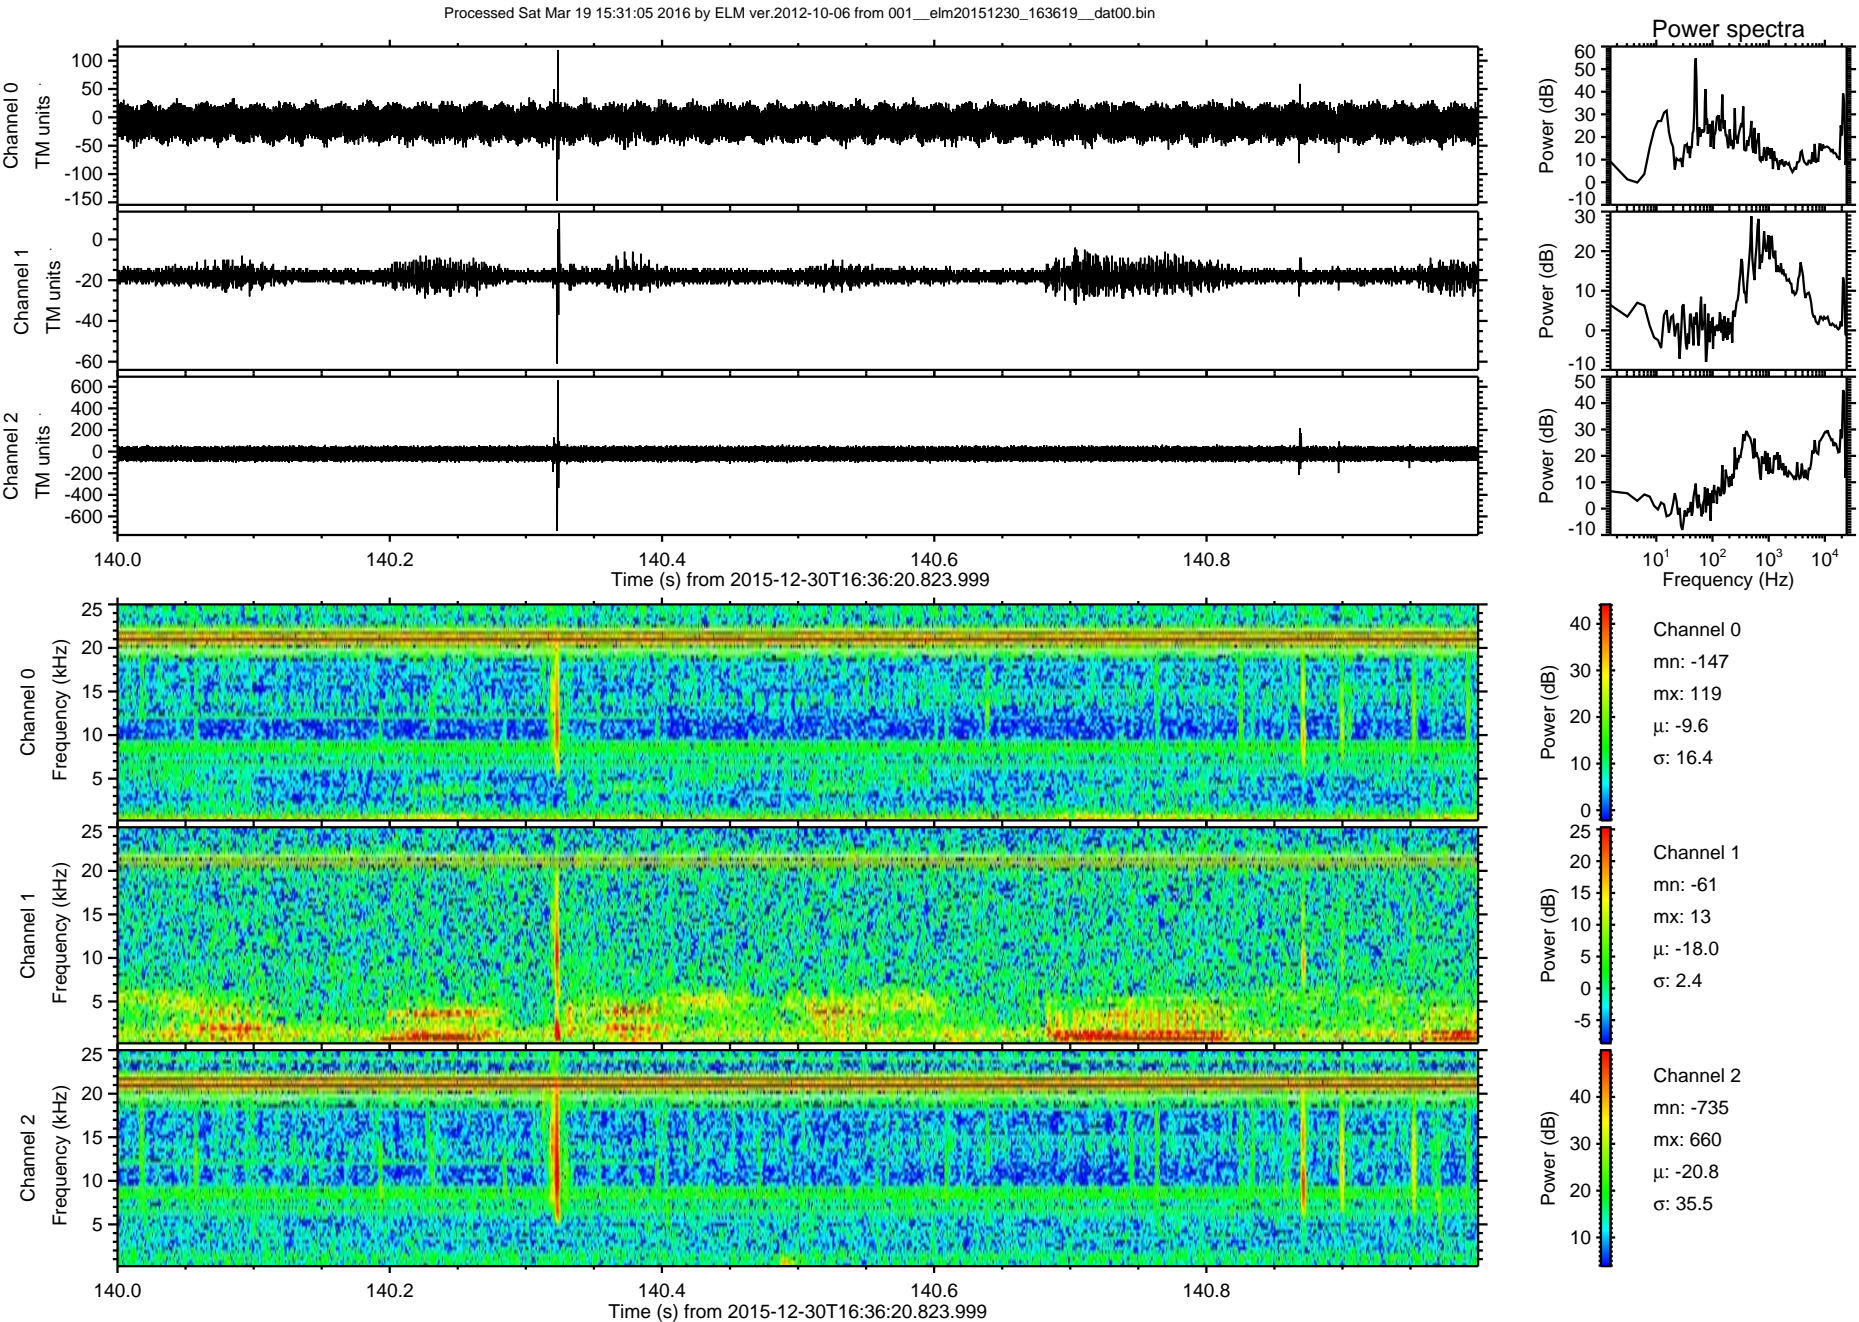 Processed Sat Mar 19 15:31:05 2016 by ELM ver.2012-10-06 from 001__elm20151230_163619__dat00.bin
Power spectra
Channel 0
TM units
100
50
0
-50
-100
-150
Power (dB)
60
50
40
30
20
10
0
-10
Channel 1
TM units
0
-20
-40
-60
Power (dB)
30
20
10
0
-10
Channel 2
TM units
600
400
200
0
-200
-400
-600
Power (dB)
50
40
30
20
10
0
-10
140.0 140.2 140.4 140.6 140.8
Time (s) from 2015-12-30T16:36:20.823.999
10¹ 10² 10³ 10⁴
Frequency (Hz)
Channel 0
Frequency (kHz)
25
20
15
10
5
Power (dB)
40
30
20
10
0
Channel 0
mn: -147
mx: 119
µ: -9.6
σ: 16.4
Channel 1
Frequency (kHz)
25
20
15
10
5
Power (dB)
25
20
15
10
5
0
-5
Channel 1
mn: -61
mx: 13
µ: -18.0
σ: 2.4
Channel 2
Frequency (kHz)
25
20
15
10
5
Power (dB)
40
30
20
10
Channel 2
mn: -735
mx: 660
µ: -20.8
σ: 35.5
140.0 140.2 140.4 140.6 140.8
Time (s) from 2015-12-30T16:36:20.823.999